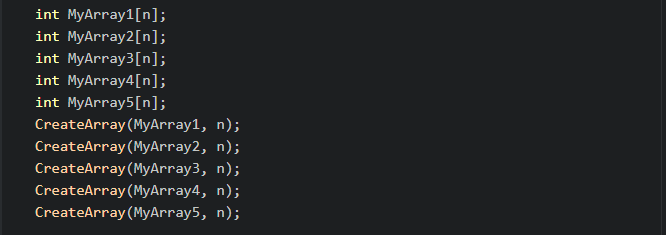 int MyArray1[n];
int MyArray2[n];
int MyArray3[n];
int MyArray4[n];
int MyArray5[n];
CreateArray(MyArray1, n);
CreateArray(MyArray2, n);
CreateArray(MyArray3, n);
CreateArray(MyArray4, n);
CreateArray(MyArray5, n);